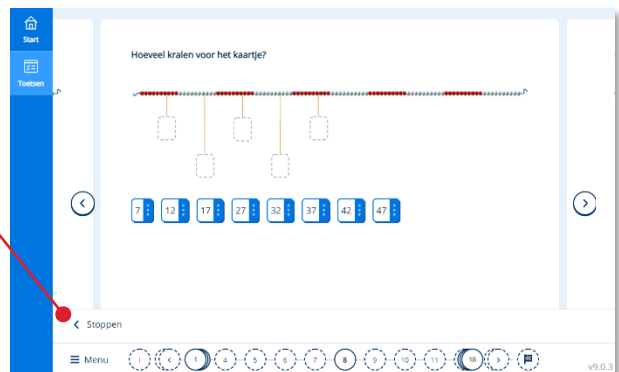 Start
Toetsen
Hoeveel kralen voor het kaartje?
7 12 17 27 32 37 42 47
Stoppen
Menu
i 1 4 5 6 7 8 9 10 11 18
v9.0.3